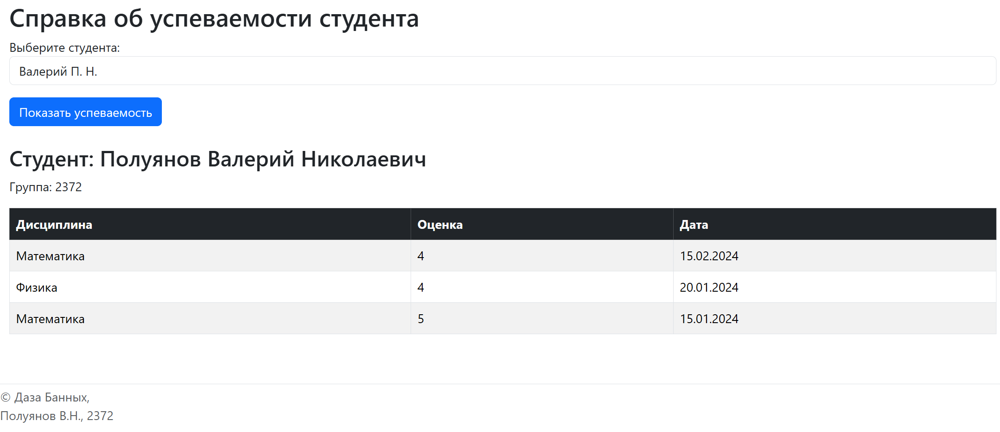 Справка об успеваемости студента
Выберите студента:
Валерий П. Н.
Показать успеваемость
Студент: Полуянов Валерий Николаевич
Группа: 2372
Дисциплина Оценка Дата
Математика 4 15.02.2024
Физика 4 20.01.2024
Математика 5 15.01.2024
© Даза Банных,
Полуянов В.Н., 2372